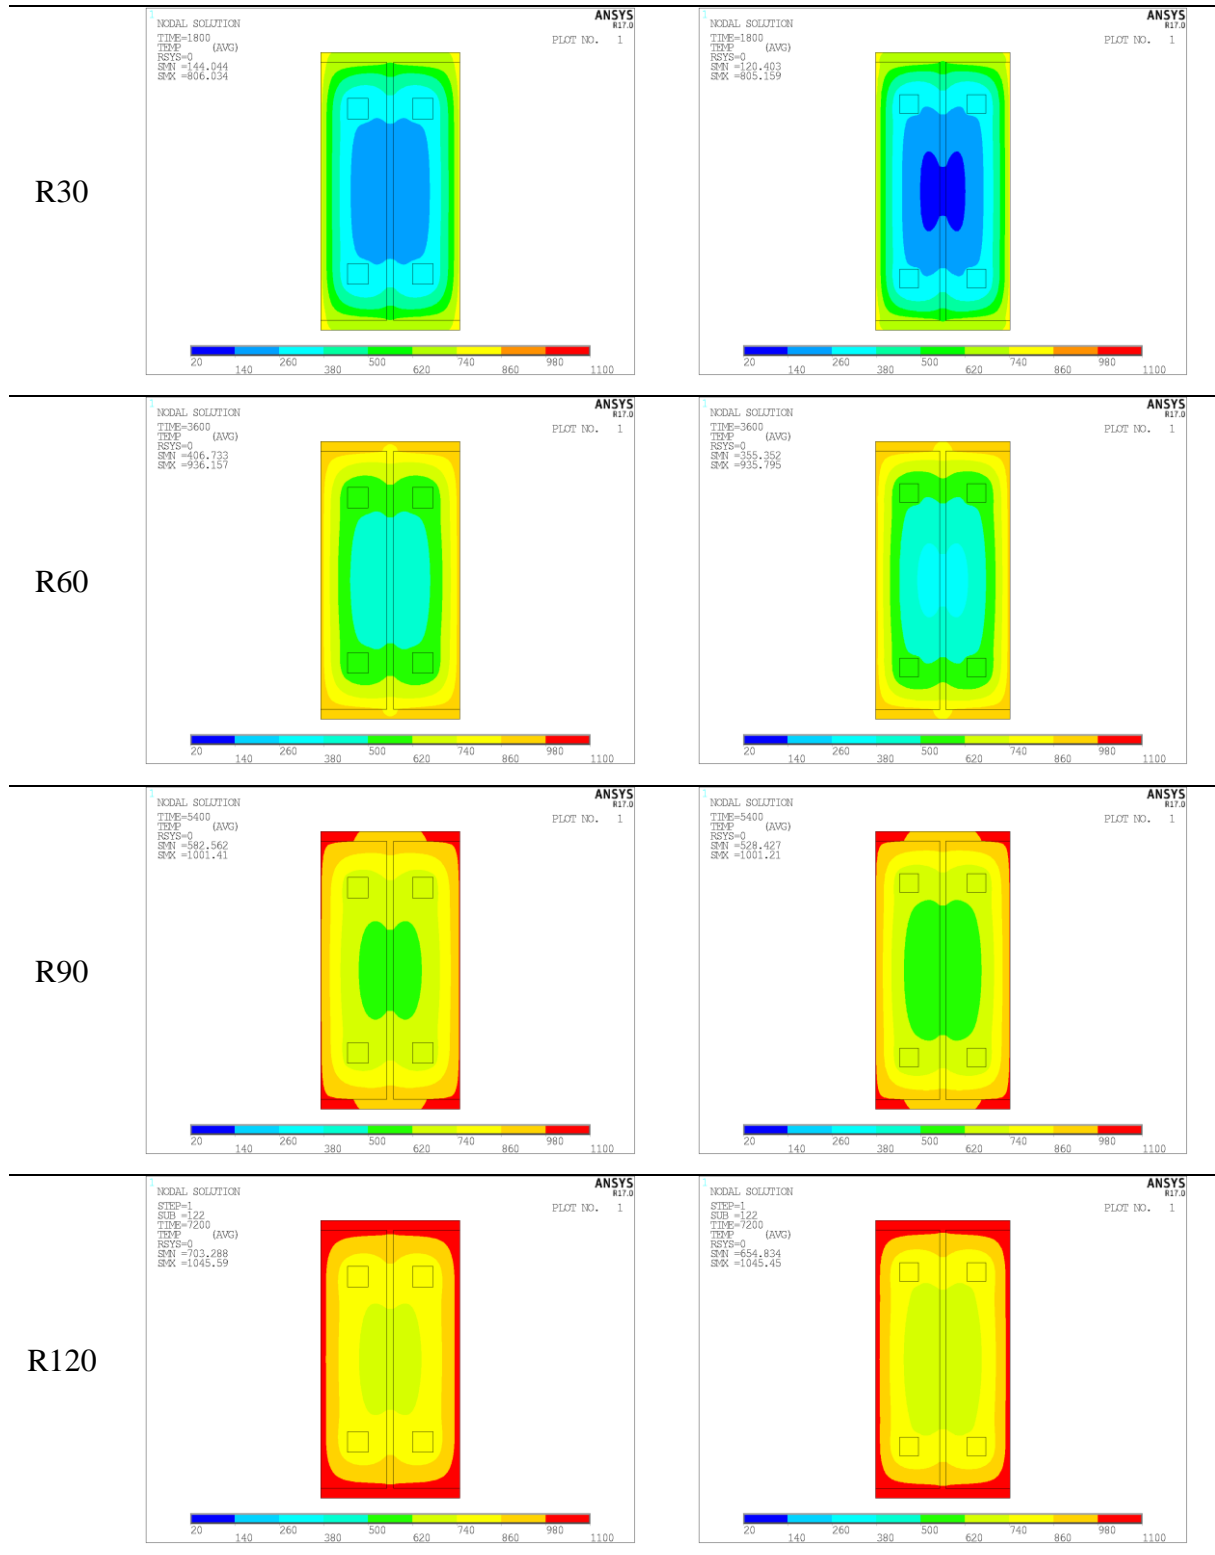 1
NODAL SOLUTION
TIME=1800
TEMP (AVG)
RSYS=0
SMN =144.044
SMX =806.034
ANSYS
R17.0
PLOT NO. 1
20 140 260 380 500 620 740 860 980 1100
1
NODAL SOLUTION
TIME=1800
TEMP (AVG)
RSYS=0
SMN =120.403
SMX =805.159
ANSYS
R17.0
PLOT NO. 1
20 140 260 380 500 620 740 860 980 1100
R30
1
NODAL SOLUTION
TIME=3600
TEMP (AVG)
RSYS=0
SMN =406.733
SMX =936.157
ANSYS
R17.0
PLOT NO. 1
20 140 260 380 500 620 740 860 980 1100
1
NODAL SOLUTION
TIME=3600
TEMP (AVG)
RSYS=0
SMN =355.352
SMX =935.795
ANSYS
R17.0
PLOT NO. 1
20 140 260 380 500 620 740 860 980 1100
R60
1
NODAL SOLUTION
TIME=5400
TEMP (AVG)
RSYS=0
SMN =582.562
SMX =1001.41
ANSYS
R17.0
PLOT NO. 1
20 140 260 380 500 620 740 860 980 1100
1
NODAL SOLUTION
TIME=5400
TEMP (AVG)
RSYS=0
SMN =528.427
SMX =1001.21
ANSYS
R17.0
PLOT NO. 1
20 140 260 380 500 620 740 860 980 1100
R90
1
NODAL SOLUTION
STEP=1
SUB =122
TIME=7200
TEMP (AVG)
RSYS=0
SMN =703.288
SMX =1045.59
ANSYS
R17.0
PLOT NO. 1
20 140 260 380 500 620 740 860 980 1100
1
NODAL SOLUTION
STEP=1
SUB =122
TIME=7200
TEMP (AVG)
RSYS=0
SMN =654.834
SMX =1045.45
ANSYS
R17.0
PLOT NO. 1
20 140 260 380 500 620 740 860 980 1100
R120